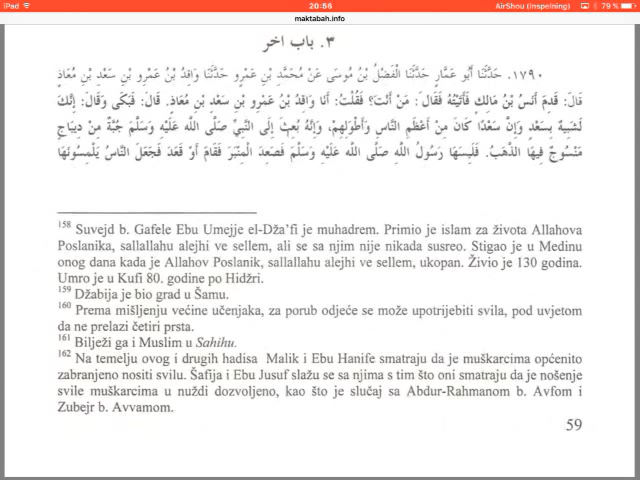 iPad
20:56
AirShou (inspelning)
79 %
maktabah.info
٣. باب اخر
١٧٩٠. حَدَّثَنَا أَبُو عَمَّارٍ حَدَّثَنَا الْفَضْلُ بْنُ مُوسَى عَنْ مُحَمَّدِ بْنِ عَمْرٍو حَدَّثَنَا وَاقِدُ بْنُ عَمْرِو بْنِ سَعْدِ بْنِ مُعَاذٍ
قَالَ: قَدِمَ أَنَسُ بْنُ مَالِكٍ فَأَتَيْتُهُ فَقَالَ: مَنْ أَنْتَ؟ فَقُلْتُ: أَنَا وَاقِدُ بْنُ عَمْرِو بْنِ سَعْدِ بْنِ مُعَاذٍ. قَالَ: فَبَكَى وَقَالَ: إِنَّكَ
لَشَبِيهٌ بِسَعْدٍ وَإِنَّ سَعْدًا كَانَ مِنْ أَعْظَمِ النَّاسِ وَأَطْوَلِهِمْ، وَإِنَّهُ بُعِثَ إِلَى النَّبِيِّ صَلَّى اللَّه عَلَيْهِ وَسَلَّمَ جُبَّةٌ مِنْ دِيبَاجٍ
مَنْسُوجٌ فِيهَا الذَّهَبُ. فَلَبِسَهَا رَسُولُ اللَّهِ صَلَّى اللَّه عَلَيْهِ وَسَلَّمَ فَصَعِدَ الْمِنْبَرَ فَقَامَ أَوْ قَعَدَ فَجَعَلَ النَّاسُ يَلْمِسُونَهَا
158 Suvejd b. Gafele Ebu Umejje el-Dža’fi je muhadrem. Primio je islam za života Allahova
Poslanika, sallallahu alejhi ve sellem, ali se sa njim nije nikada susreo. Stigao je u Medinu
onog dana kada je Allahov Poslanik, sallallahu alejhi ve sellem, ukopan. Živio je 130 godina.
Umro je u Kufi 80. godine po Hidžri.
159 Džabija je bio grad u Šamu.
160 Prema mišljenju većine učenjaka, za porub odjeće se može upotrijebiti svila, pod uvjetom
da ne prelazi četiri prsta.
161 Bilježi ga i Muslim u Sahihu.
162 Na temelju ovog i drugih hadisa Malik i Ebu Hanife smatraju da je muškarcima općenito
zabranjeno nositi svilu. Šafija i Ebu Jusuf slažu se sa njima s tim što oni smatraju da je nošenje
svile muškarcima u nuždi dozvoljeno, kao što je slučaj sa Abdur-Rahmanom b. Avfom i
Zubejr b. Avvamom.
59